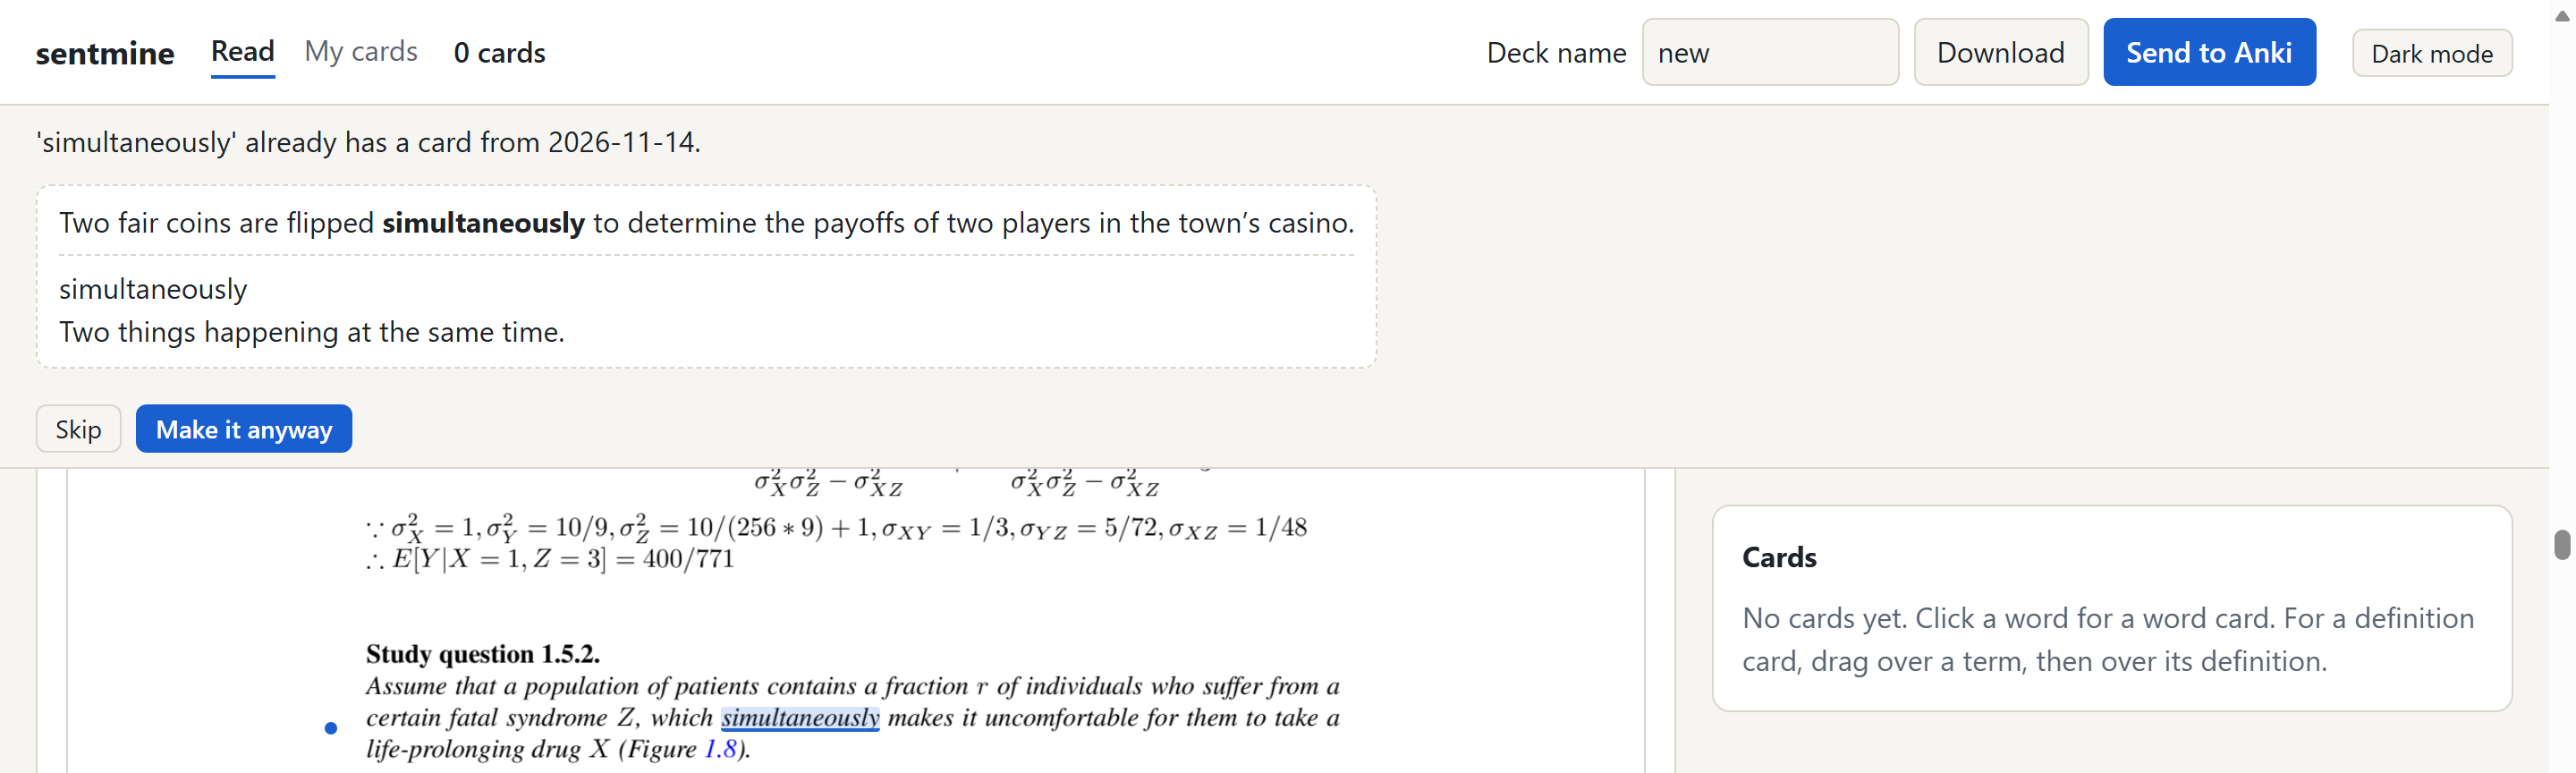 sentmine Read My cards 0 cards Deck name new Download Send to Anki Dark mode
'simultaneously' already has a card from 2026-11-14.
Two fair coins are flipped simultaneously to determine the payoffs of two players in the town’s casino.
simultaneously
Two things happening at the same time.
Skip Make it anyway
σ²_X σ²_Z − σ²_XZ σ²_X σ²_Z − σ²_XZ
∵ σ²_X = 1, σ²_Y = 10/9, σ²_Z = 10/(256 ∗ 9) + 1, σ_XY = 1/3, σ_YZ = 5/72, σ_XZ = 1/48
∴ E[Y|X = 1, Z = 3] = 400/771
Study question 1.5.2.
Assume that a population of patients contains a fraction r of individuals who suffer from a
certain fatal syndrome Z, which simultaneously makes it uncomfortable for them to take a
life-prolonging drug X (Figure 1.8).
Cards
No cards yet. Click a word for a word card. For a definition
card, drag over a term, then over its definition.